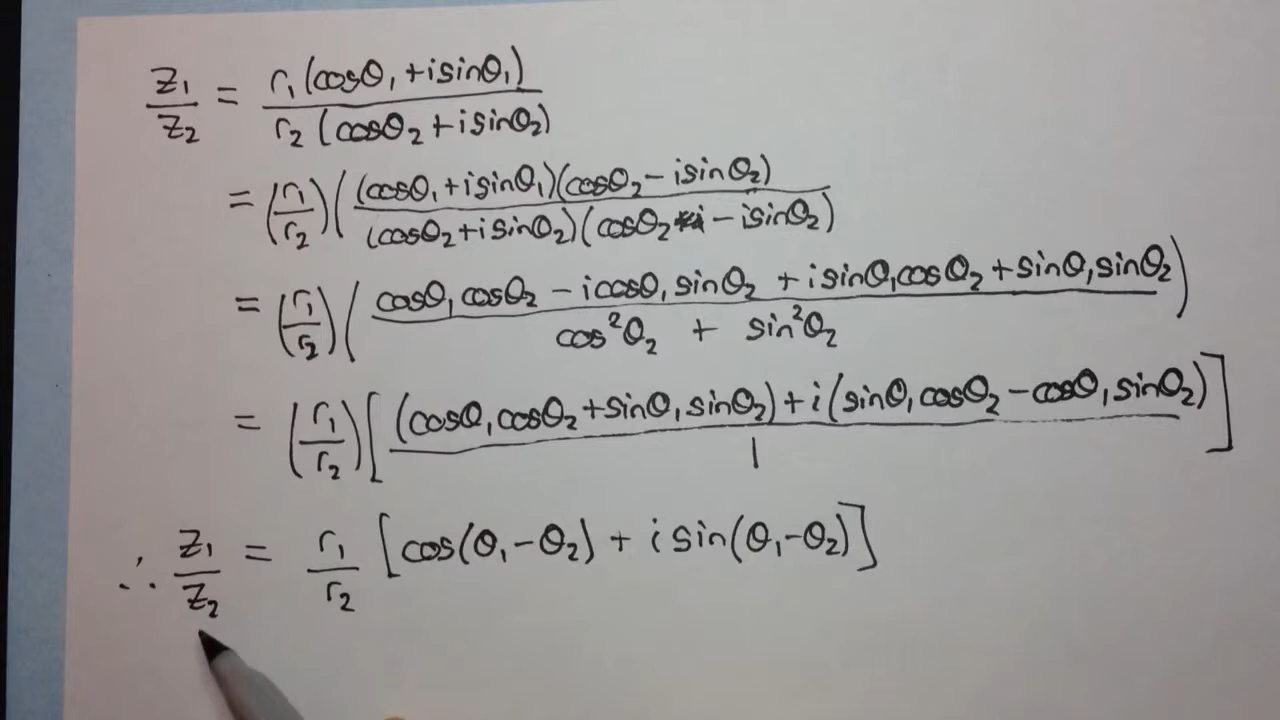 z₁/z₂ = r₁(cosθ₁+isinθ₁)/r₂(cosθ₂+isinθ₂)
= (r₁/r₂)((cosθ₁+isinθ₁)(cosθ₂-isinθ₂)/(cosθ₂+isinθ₂)(cosθ₂ - isinθ₂)
= (r₁/r₂)(cosθ₁cosθ₂ - icosθ₁sinθ₂ + isinθ₁cosθ₂ + sinθ₁sinθ₂/cos²θ₂ + sin²θ₂)
= (r₁/r₂)[(cosθ₁cosθ₂+sinθ₁sinθ₂)+i(sinθ₁cosθ₂-cosθ₁sinθ₂)/1]
∴ z₁/z₂ = r₁/r₂ [cos(θ₁-θ₂) + isin(θ₁-θ₂)]